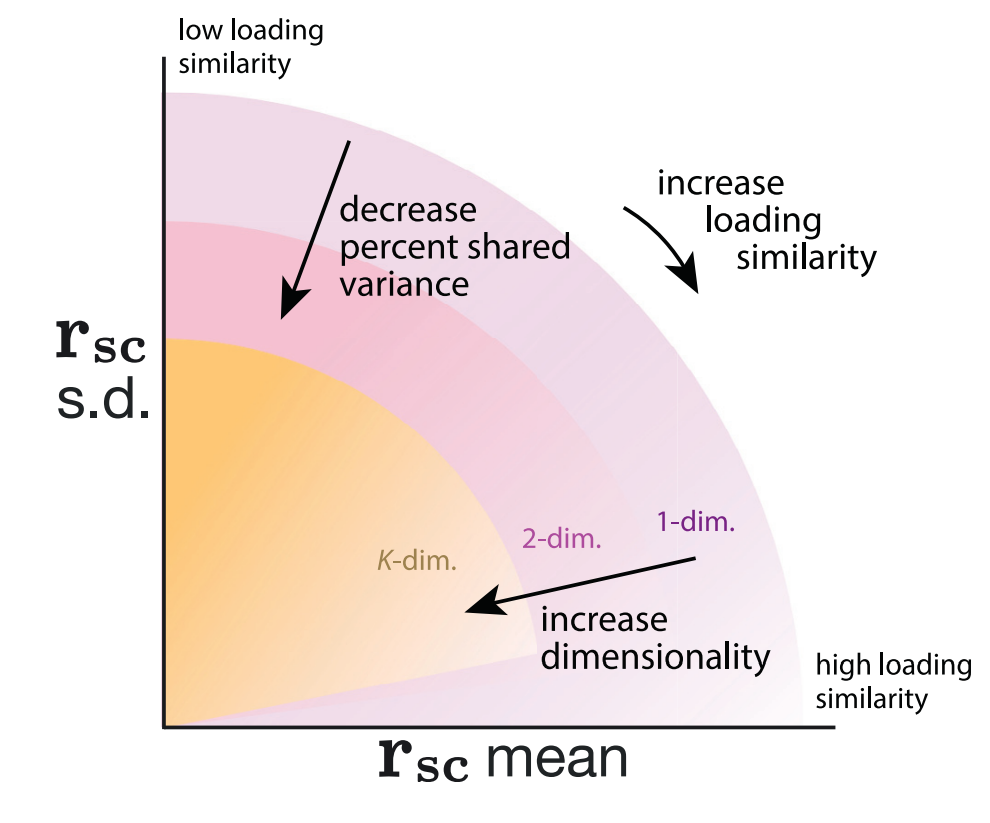 low loading
similarity
increase
loading
similarity
decrease
percent shared
variance
rsc
s.d.
1-dim.
2-dim.
K-dim.
increase
dimensionality
high loading
similarity
rsc mean